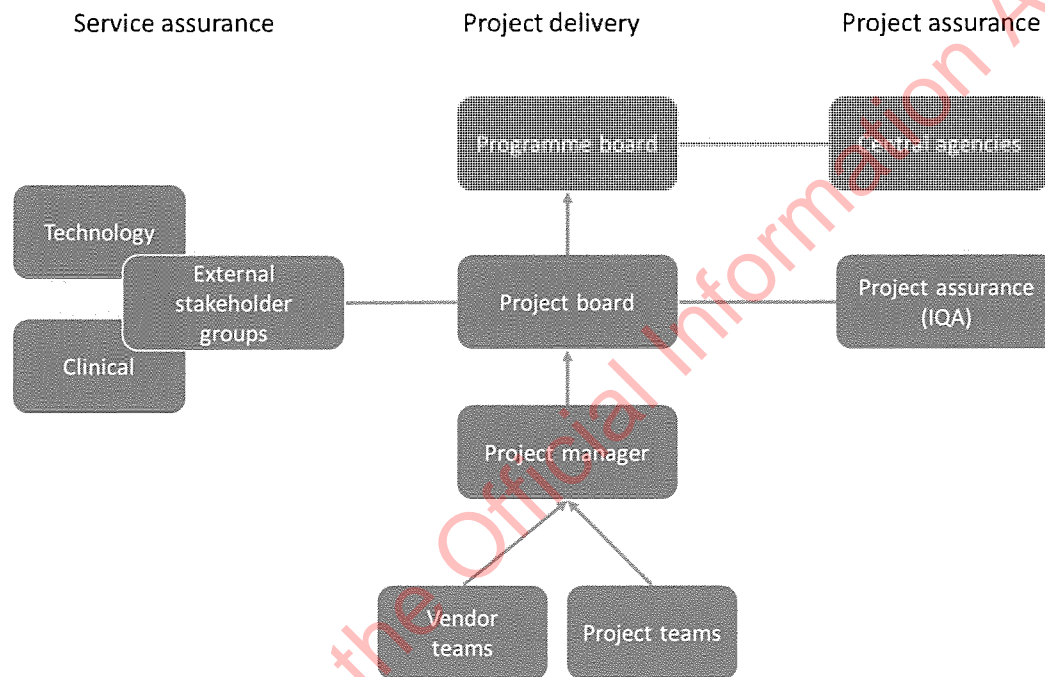 Service assurance
Project delivery
Project assurance
Programme board
Central agencies
Technology
External
stakeholder
groups
Clinical
Project board
Project assurance
(IQA)
Project manager
Vendor
teams
Project teams
the Official Information A